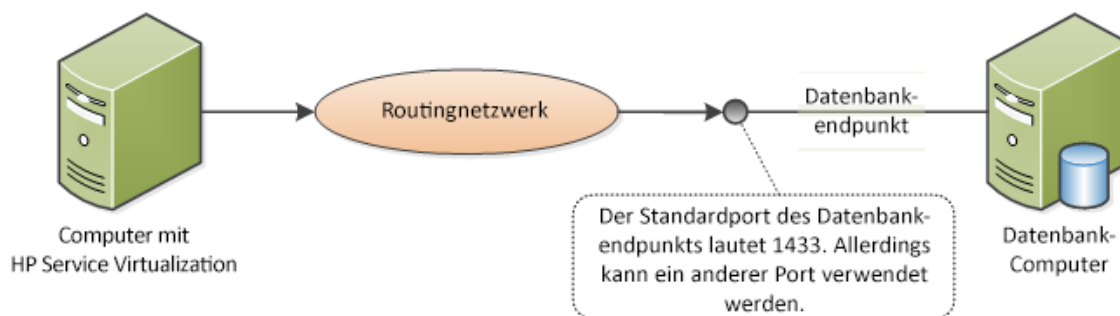 Computer mit
HP Service Virtualization
Routingnetzwerk
Datenbank-
endpunkt
Der Standardport des Datenbank-
endpunkts lautet 1433. Allerdings
kann ein anderer Port verwendet
werden.
Datenbank-
Computer